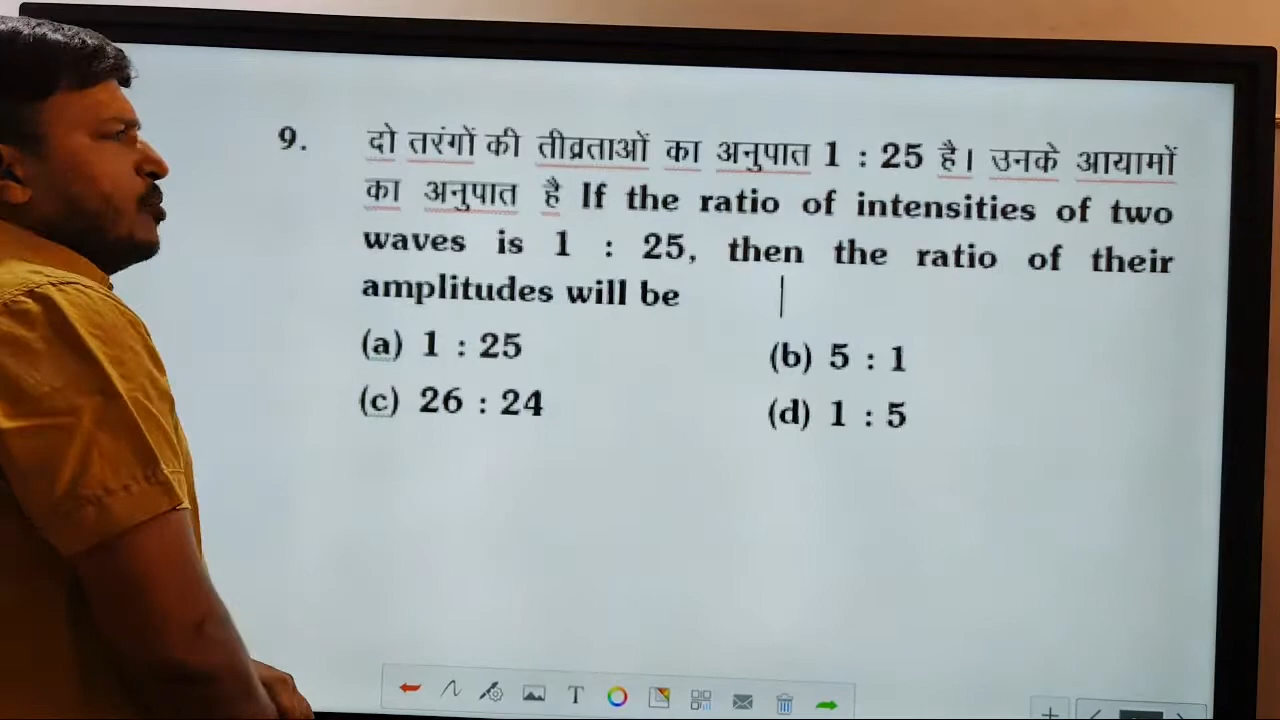 9. दो तरंगों की तीव्रताओं का अनुपात 1 : 25 है। उनके आयामों
का अनुपात है If the ratio of intensities of two
waves is 1 : 25, then the ratio of their
amplitudes will be
(a) 1 : 25 (b) 5 : 1
(c) 26 : 24 (d) 1 : 5
T